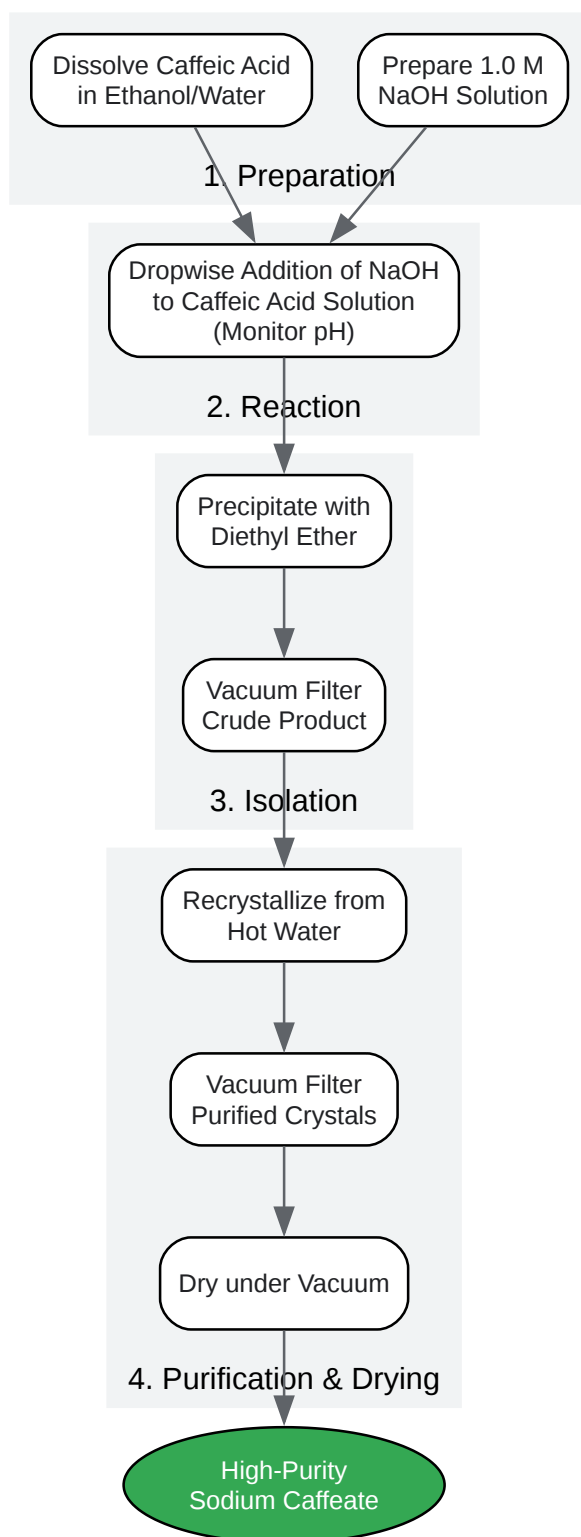 Dissolve Caffeic Acid
in Ethanol/Water
Prepare 1.0 M
NaOH Solution
1. Preparation
Dropwise Addition of NaOH
to Caffeic Acid Solution
(Monitor pH)
2. Reaction
Precipitate with
Diethyl Ether
Vacuum Filter
Crude Product
3. Isolation
Recrystallize from
Hot Water
Vacuum Filter
Purified Crystals
Dry under Vacuum
4. Purification & Drying
High-Purity
Sodium Caffeate